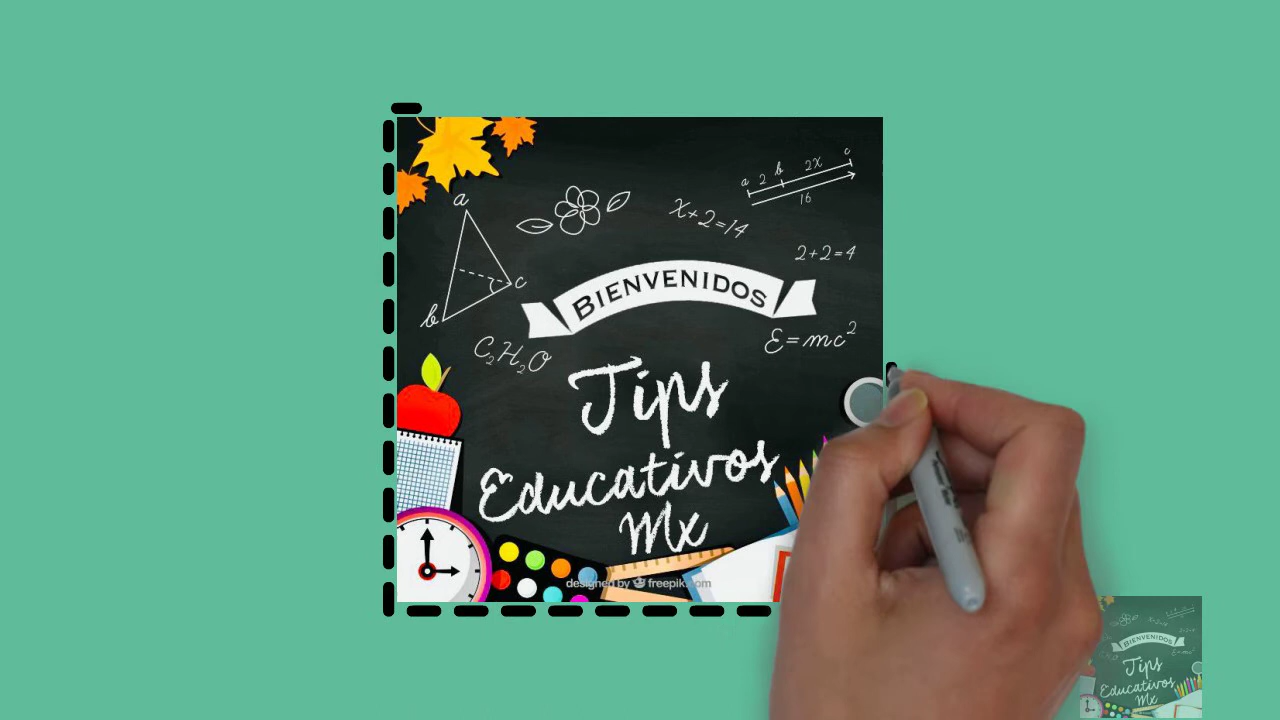 a
a 2 b 2X c
16
X+2=14
2+2=4
c
b
BIENVENIDOS
E=mc²
C₂H₂O
Tips
Educativos
Mx
designed by freepik.com
BIENVENIDOS
Tips
Educativos
Mx